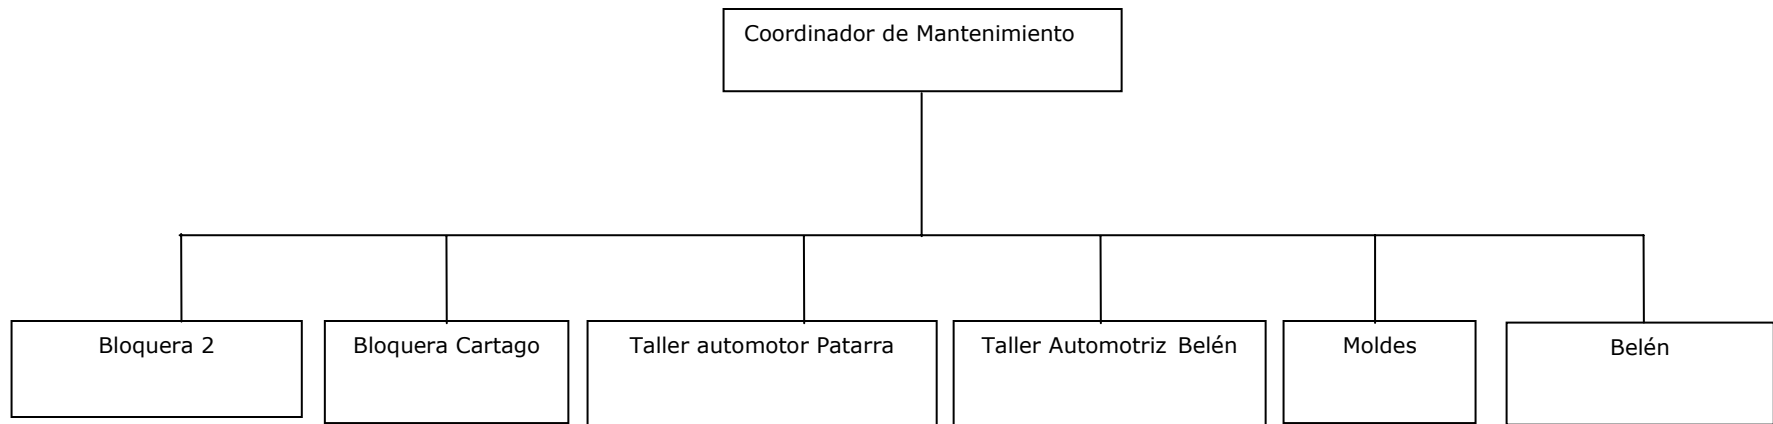 Coordinador de Mantenimiento
Bloquera 2
Bloquera Cartago
Taller automotor Patarra
Taller Automotriz Belén
Moldes
Belén